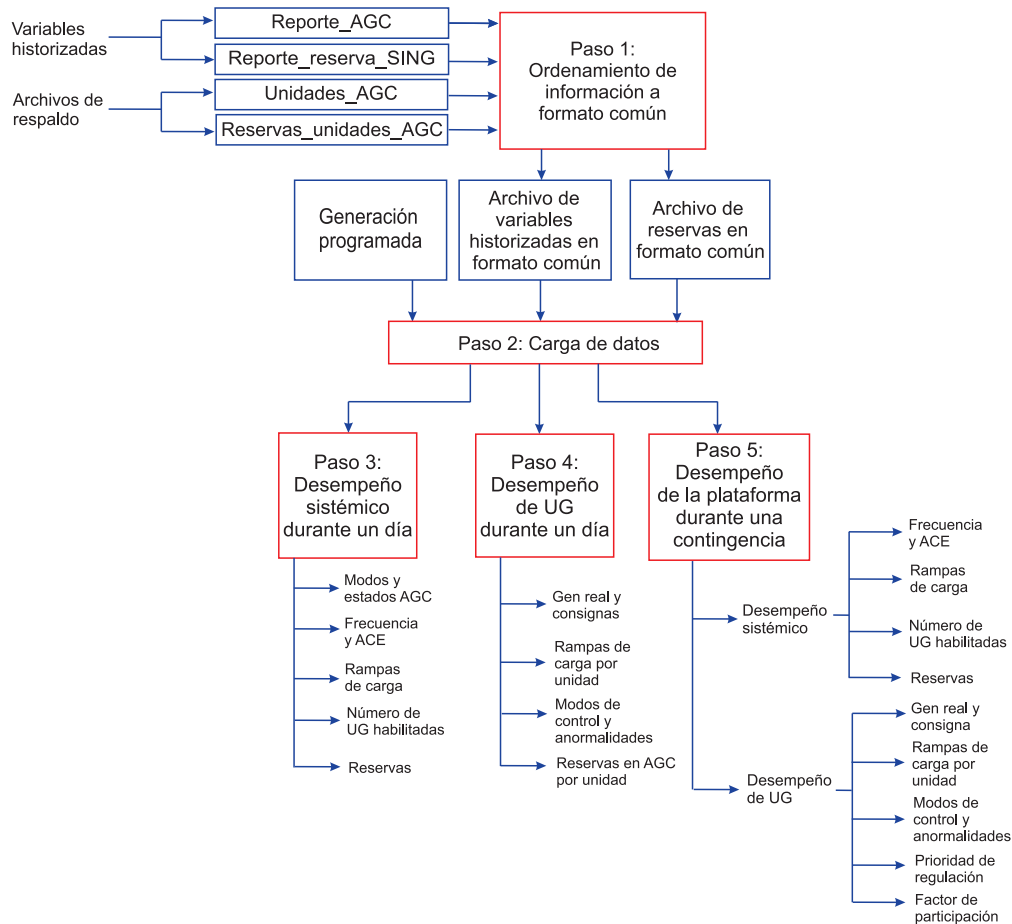 Variables
historizadas
Reporte_AGC
Reporte_reserva_SING
Archivos de
respaldo
Unidades_AGC
Reservas_unidades_AGC
Paso 1:
Ordenamiento de
información a
formato común
Generación
programada
Archivo de
variables
historizadas en
formato común
Archivo de
reservas en
formato común
Paso 2: Carga de datos
Paso 3:
Desempeño
sistémico
durante un día
Modos y
estados AGC
Frecuencia
y ACE
Rampas
de carga
Número de
UG habilitadas
Reservas
Paso 4:
Desempeño
de UG
durante un día
Gen real y
consignas
Rampas de
carga por
unidad
Modos de
control y
anormalidades
Reservas en AGC
por unidad
Paso 5:
Desempeño
de la plataforma
durante una
contingencia
Desempeño
sistémico
Frecuencia
y ACE
Rampas
de carga
Número de
UG habilitadas
Reservas
Desempeño
de UG
Gen real y
consigna
Rampas de
carga por
unidad
Modos de
control y
anormalidades
Prioridad de
regulación
Factor de
participación